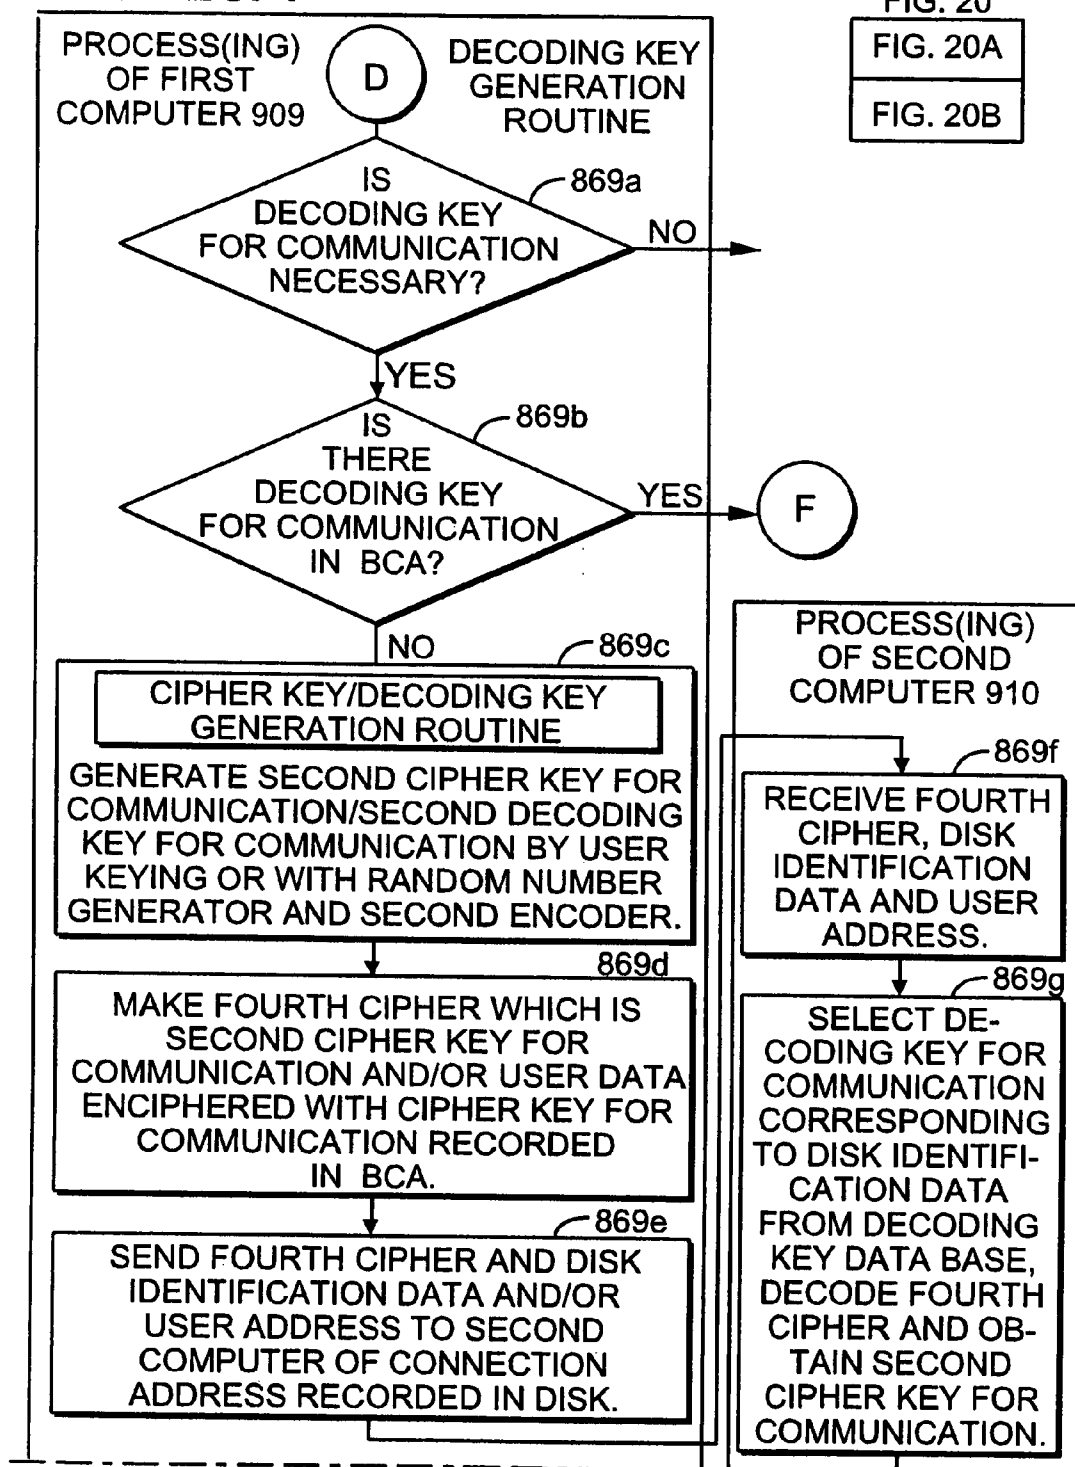 FIG. 20
FIG. 20A
FIG. 20B
PROCESS(ING)
OF FIRST
COMPUTER 909
D
DECODING KEY
GENERATION
ROUTINE
869a
IS
DECODING KEY
FOR COMMUNICATION
NECESSARY?
NO
YES
869b
IS
THERE
DECODING KEY
FOR COMMUNICATION
IN BCA?
YES
F
NO
869c
CIPHER KEY/DECODING KEY
GENERATION ROUTINE
GENERATE SECOND CIPHER KEY FOR
COMMUNICATION/SECOND DECODING
KEY FOR COMMUNICATION BY USER
KEYING OR WITH RANDOM NUMBER
GENERATOR AND SECOND ENCODER.
869d
MAKE FOURTH CIPHER WHICH IS
SECOND CIPHER KEY FOR
COMMUNICATION AND/OR USER DATA
ENCIPHERED WITH CIPHER KEY FOR
COMMUNICATION RECORDED
IN BCA.
869e
SEND FOURTH CIPHER AND DISK
IDENTIFICATION DATA AND/OR
USER ADDRESS TO SECOND
COMPUTER OF CONNECTION
ADDRESS RECORDED IN DISK.
PROCESS(ING)
OF SECOND
COMPUTER 910
869f
RECEIVE FOURTH
CIPHER, DISK
IDENTIFICATION
DATA AND USER
ADDRESS.
869g
SELECT DE-
CODING KEY FOR
COMMUNICATION
CORRESPONDING
TO DISK IDENTIFI-
CATION DATA
FROM DECODING
KEY DATA BASE,
DECODE FOURTH
CIPHER AND OB-
TAIN SECOND
CIPHER KEY FOR
COMMUNICATION.